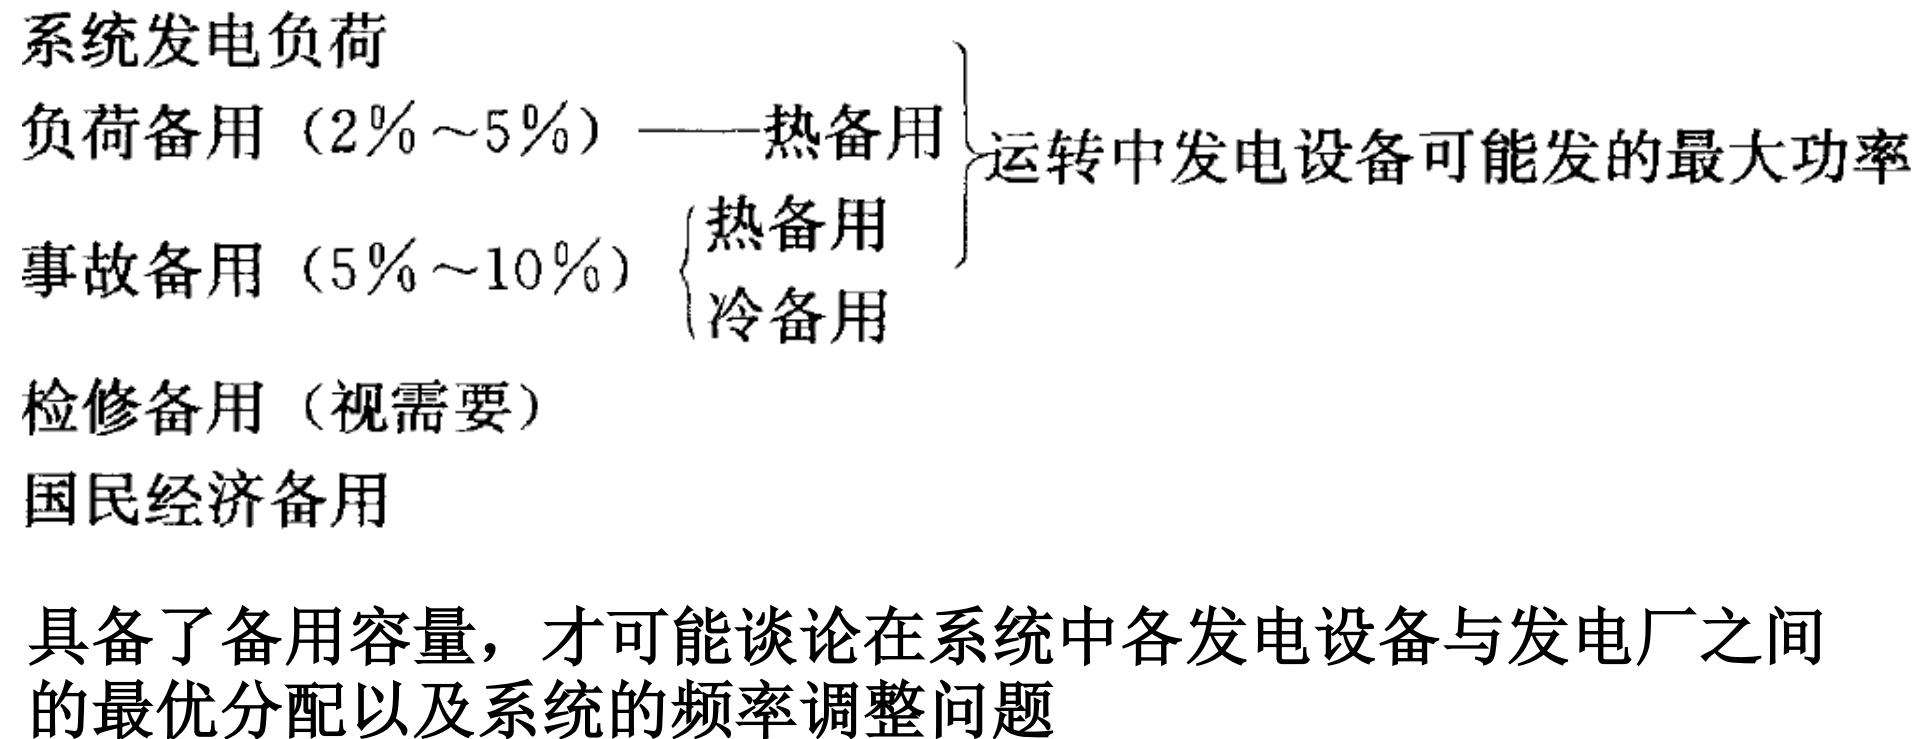 系统发电负荷
负荷备用（2%～5%）——热备用
运转中发电设备可能发的最大功率
事故备用（5%～10%）
热备用
冷备用
检修备用（视需要）
国民经济备用
具备了备用容量，才可能谈论在系统中各发电设备与发电厂之间
的最优分配以及系统的频率调整问题